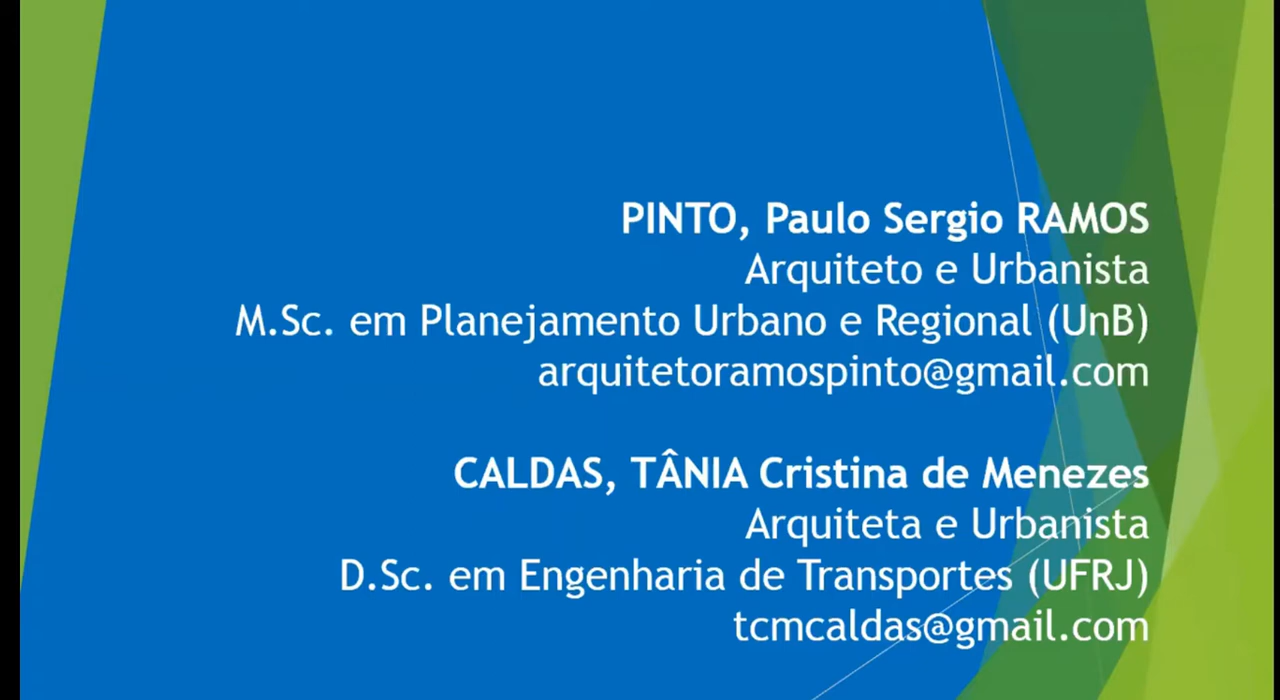 PINTO, Paulo Sergio RAMOS
Arquiteto e Urbanista
M.Sc. em Planejamento Urbano e Regional (UnB)
arquitetoramospinto@gmail.com
CALDAS, TÂNIA Cristina de Menezes
Arquiteta e Urbanista
D.Sc. em Engenharia de Transportes (UFRJ)
tcmcaldas@gmail.com